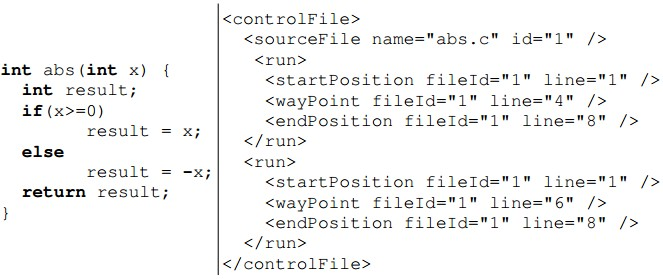 int abs(int x) {
  int result;
  if(x>=0)
        result = x;
  else
        result = -x;
  return result;
}
<controlFile>
  <sourceFile name="abs.c" id="1" />
   <run>
    <startPosition fileId="1" line="1" />
    <wayPoint fileId="1" line="4" />
    <endPosition fileId="1" line="8" />
  </run>
  <run>
    <startPosition fileId="1" line="1" />
    <wayPoint fileId="1" line="6" />
    <endPosition fileId="1" line="8" />
  </run>
</controlFile>